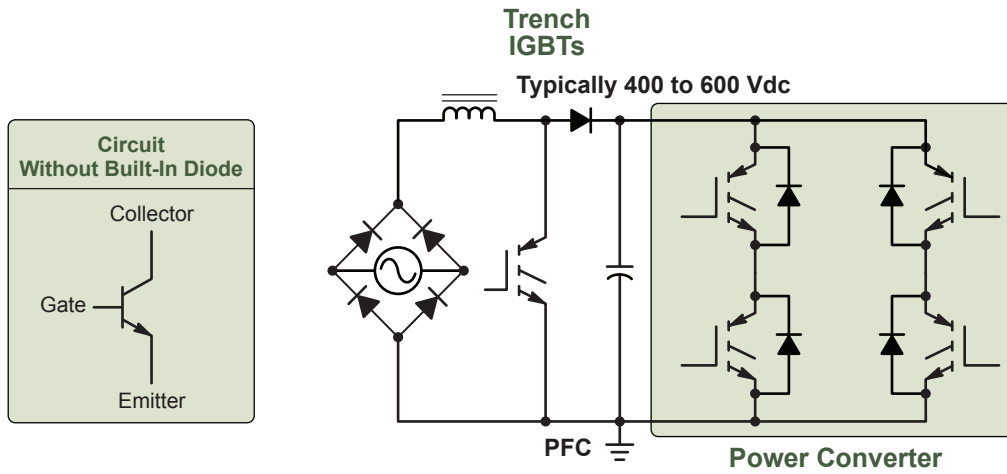 Trench
IGBTs
Typically 400 to 600 Vdc
Circuit
Without Built-In Diode
Collector
Gate
Emitter
PFC
Power Converter